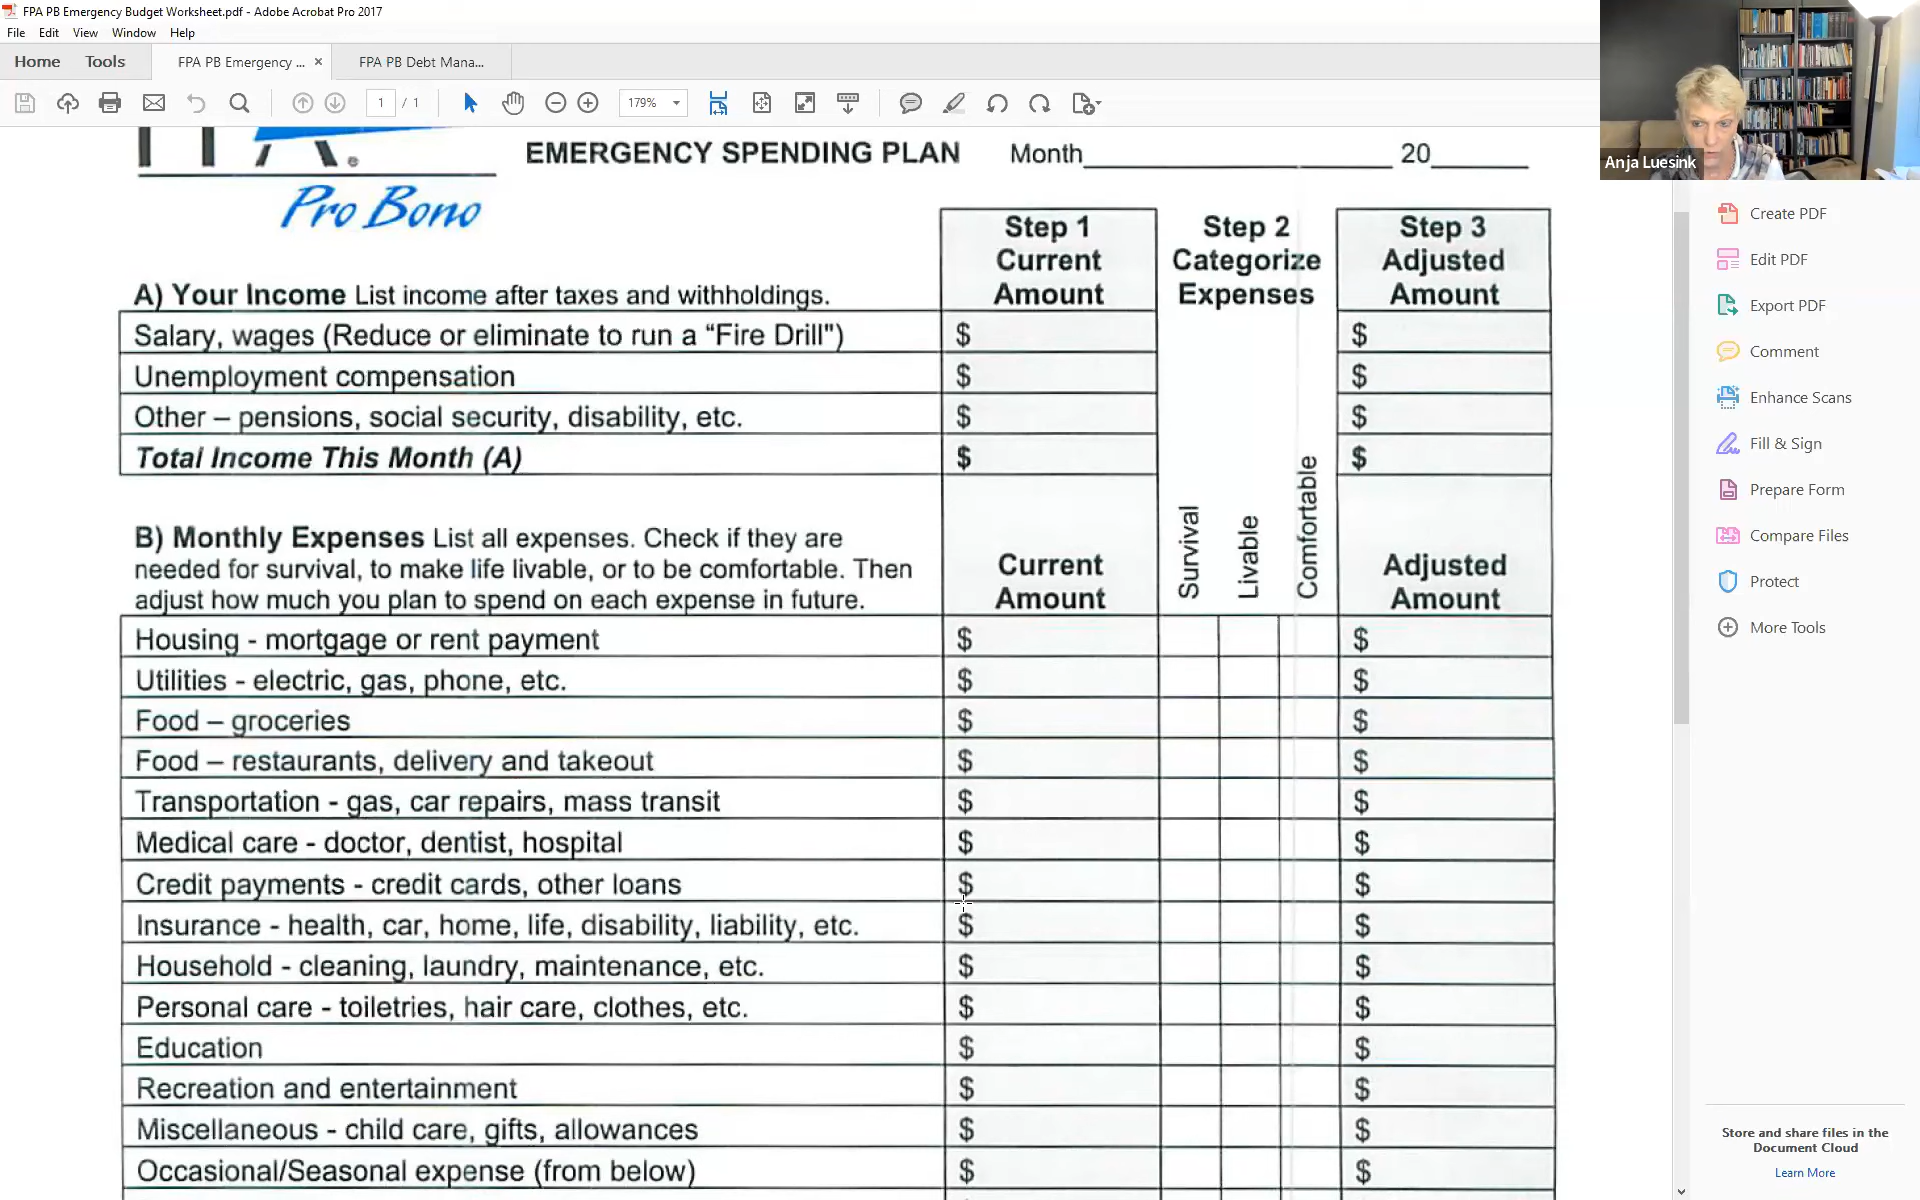 FPA PB Emergency Budget Worksheet.pdf - Adobe Acrobat Pro 2017
File Edit View Window Help
Home Tools FPA PB Emergency ... × FPA PB Debt Mana...
1 / 1 179%
Anja Luesink
EMERGENCY SPENDING PLAN Month 20
Pro Bono
Step 1 Step 2 Step 3
Current Categorize Adjusted
Amount Expenses Amount
A) Your Income List income after taxes and withholdings.
Salary, wages (Reduce or eliminate to run a “Fire Drill") $ $
Unemployment compensation $ $
Other – pensions, social security, disability, etc. $ $
Total Income This Month (A) $ $
B) Monthly Expenses List all expenses. Check if they are
needed for survival, to make life livable, or to be comfortable. Then
adjust how much you plan to spend on each expense in future.
Current
Amount
Survival
Livable
Comfortable
Adjusted
Amount
Housing - mortgage or rent payment $ $
Utilities - electric, gas, phone, etc. $ $
Food – groceries $ $
Food – restaurants, delivery and takeout $ $
Transportation - gas, car repairs, mass transit $ $
Medical care - doctor, dentist, hospital $ $
Credit payments - credit cards, other loans $ $
Insurance - health, car, home, life, disability, liability, etc. $ $
Household - cleaning, laundry, maintenance, etc. $ $
Personal care - toiletries, hair care, clothes, etc. $ $
Education $ $
Recreation and entertainment $ $
Miscellaneous - child care, gifts, allowances $ $
Occasional/Seasonal expense (from below) $ $
Create PDF
Edit PDF
Export PDF
Comment
Enhance Scans
Fill & Sign
Prepare Form
Compare Files
Protect
More Tools
Store and share files in the
Document Cloud
Learn More